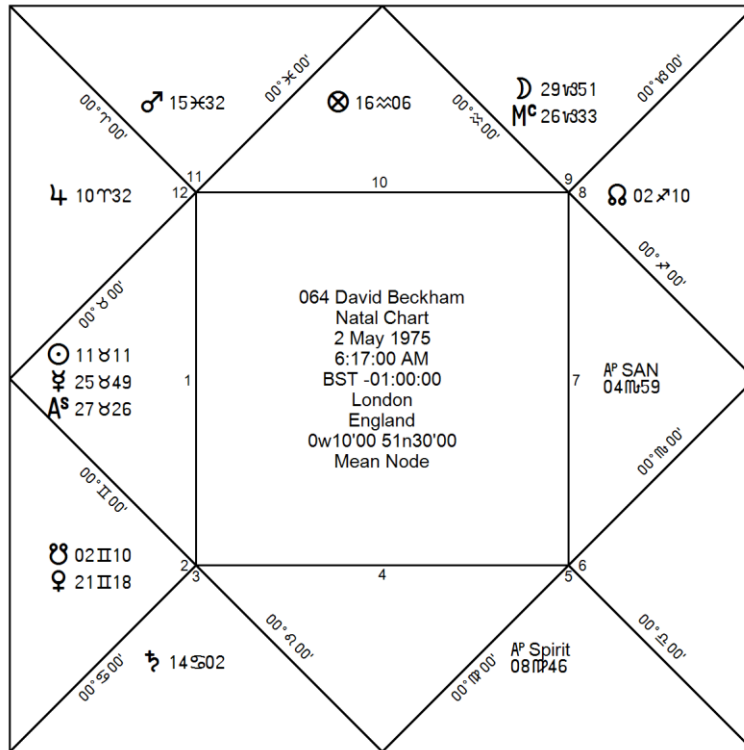 ♂ 15♓32
⊗ 16♒06
☽ 29♑51
Mc 26♑33
00°♈00'
00°♓00'
00°♒00'
00°♑00'
11
12
10
9
8
♃ 10♈32
☊ 02♐10
00°♉00'
00°♐00'
064 David Beckham
Natal Chart
2 May 1975
6:17:00 AM
BST -01:00:00
London
England
0w10'00 51n30'00
Mean Node
☉ 11♉11
☿ 25♉49
As 27♉26
1
7
AP SAN
04♏59
00°♊00'
00°♏00'
☋ 02♊10
♀ 21♊18
2
3
4
5
6
♄ 14♋02
AP Spirit
08♍46
00°♋00'
00°♌00'
00°♍00'
00°♎00'